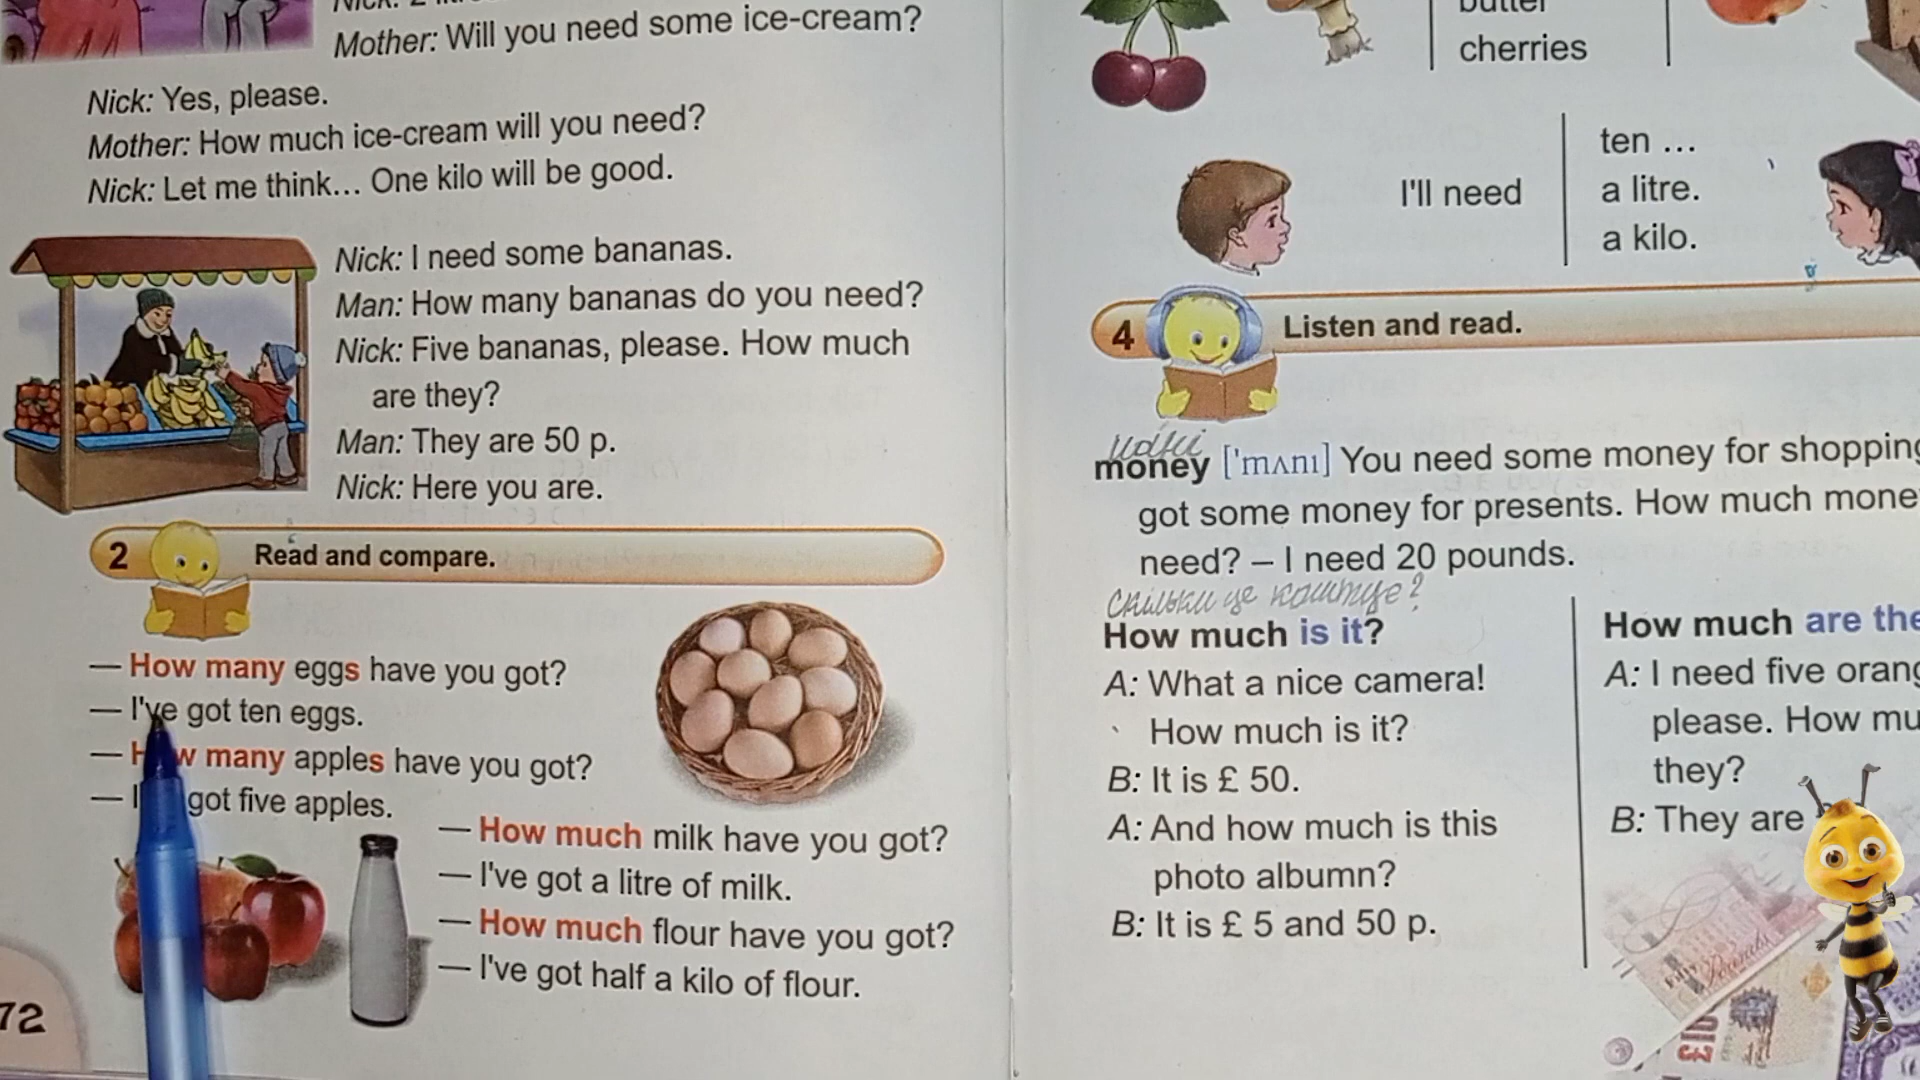 Mother: Will you need some ice-cream?
Nick: Yes, please.
Mother: How much ice-cream will you need?
Nick: Let me think... One kilo will be good.
Nick: I need some bananas.
Man: How many bananas do you need?
Nick: Five bananas, please. How much
are they?
Man: They are 50 p.
Nick: Here you are.
2 Read and compare.
— How many eggs have you got?
— I've got ten eggs.
— How many apples have you got?
— got five apples.
— How much milk have you got?
— I've got a litre of milk.
— How much flour have you got?
— I've got half a kilo of flour.
72
butter
cherries
I'll need
ten ...
a litre.
a kilo.
4 Listen and read.
money ['mʌnı] You need some money for shopping
got some money for presents. How much mone
need? – I need 20 pounds.
Скільки це коштує?
How much is it?
A: What a nice camera!
How much is it?
B: It is £ 50.
A: And how much is this
photo albumn?
B: It is £ 5 and 50 p.
How much are the
A: I need five orang
please. How mu
they?
B: They are
£10